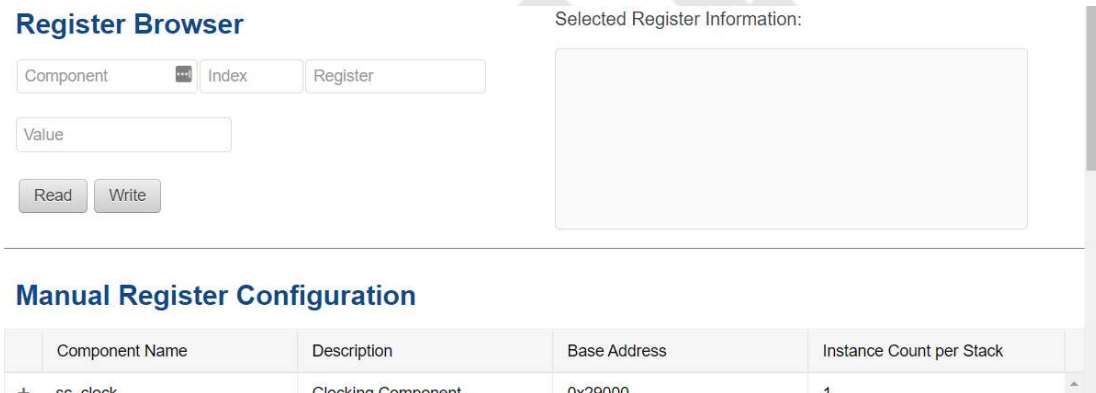 Register Browser
Selected Register Information:
Component
Index
Register
Value
Read
Write
Manual Register Configuration
Component Name
Description
Base Address
Instance Count per Stack
+ ss_clock
Clocking Component
0x29000
1